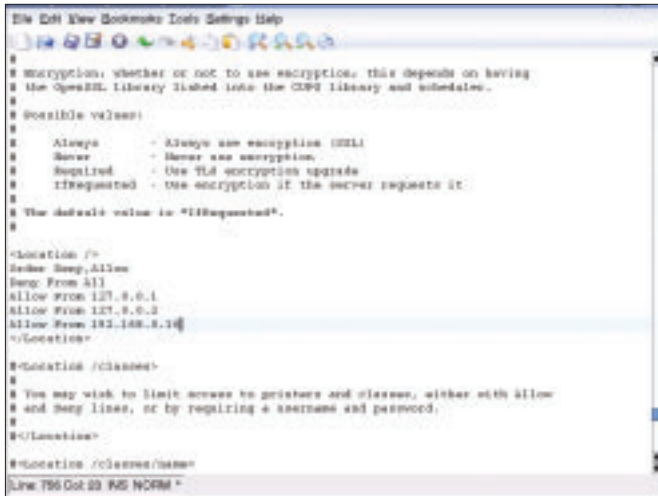 File Edit View Bookmarks Tools Settings Help
#
# Encryption: whether or not to use encryption; this depends on having
# the OpenSSL library linked into the CUPS library and scheduler.
#
# Possible values:
#
#     Always      - Always use encryption (SSL)
#     Never       - Never use encryption
#     Required    - Use TLS encryption upgrade
#     IfRequested - Use encryption if the server requests it
#
# The default value is "IfRequested".
#
<Location />
Order Deny,Allow
Deny From All
Allow From 127.0.0.1
Allow From 127.0.0.2
Allow From 192.168.0.10
</Location>
#<Location /classes>
#
# You may wish to limit access to printers and classes, either with Allow
# and Deny lines, or by requiring a username and password.
#
#</Location>
#<Location /classes/name>
Line: 756 Col: 23 INS NORM *